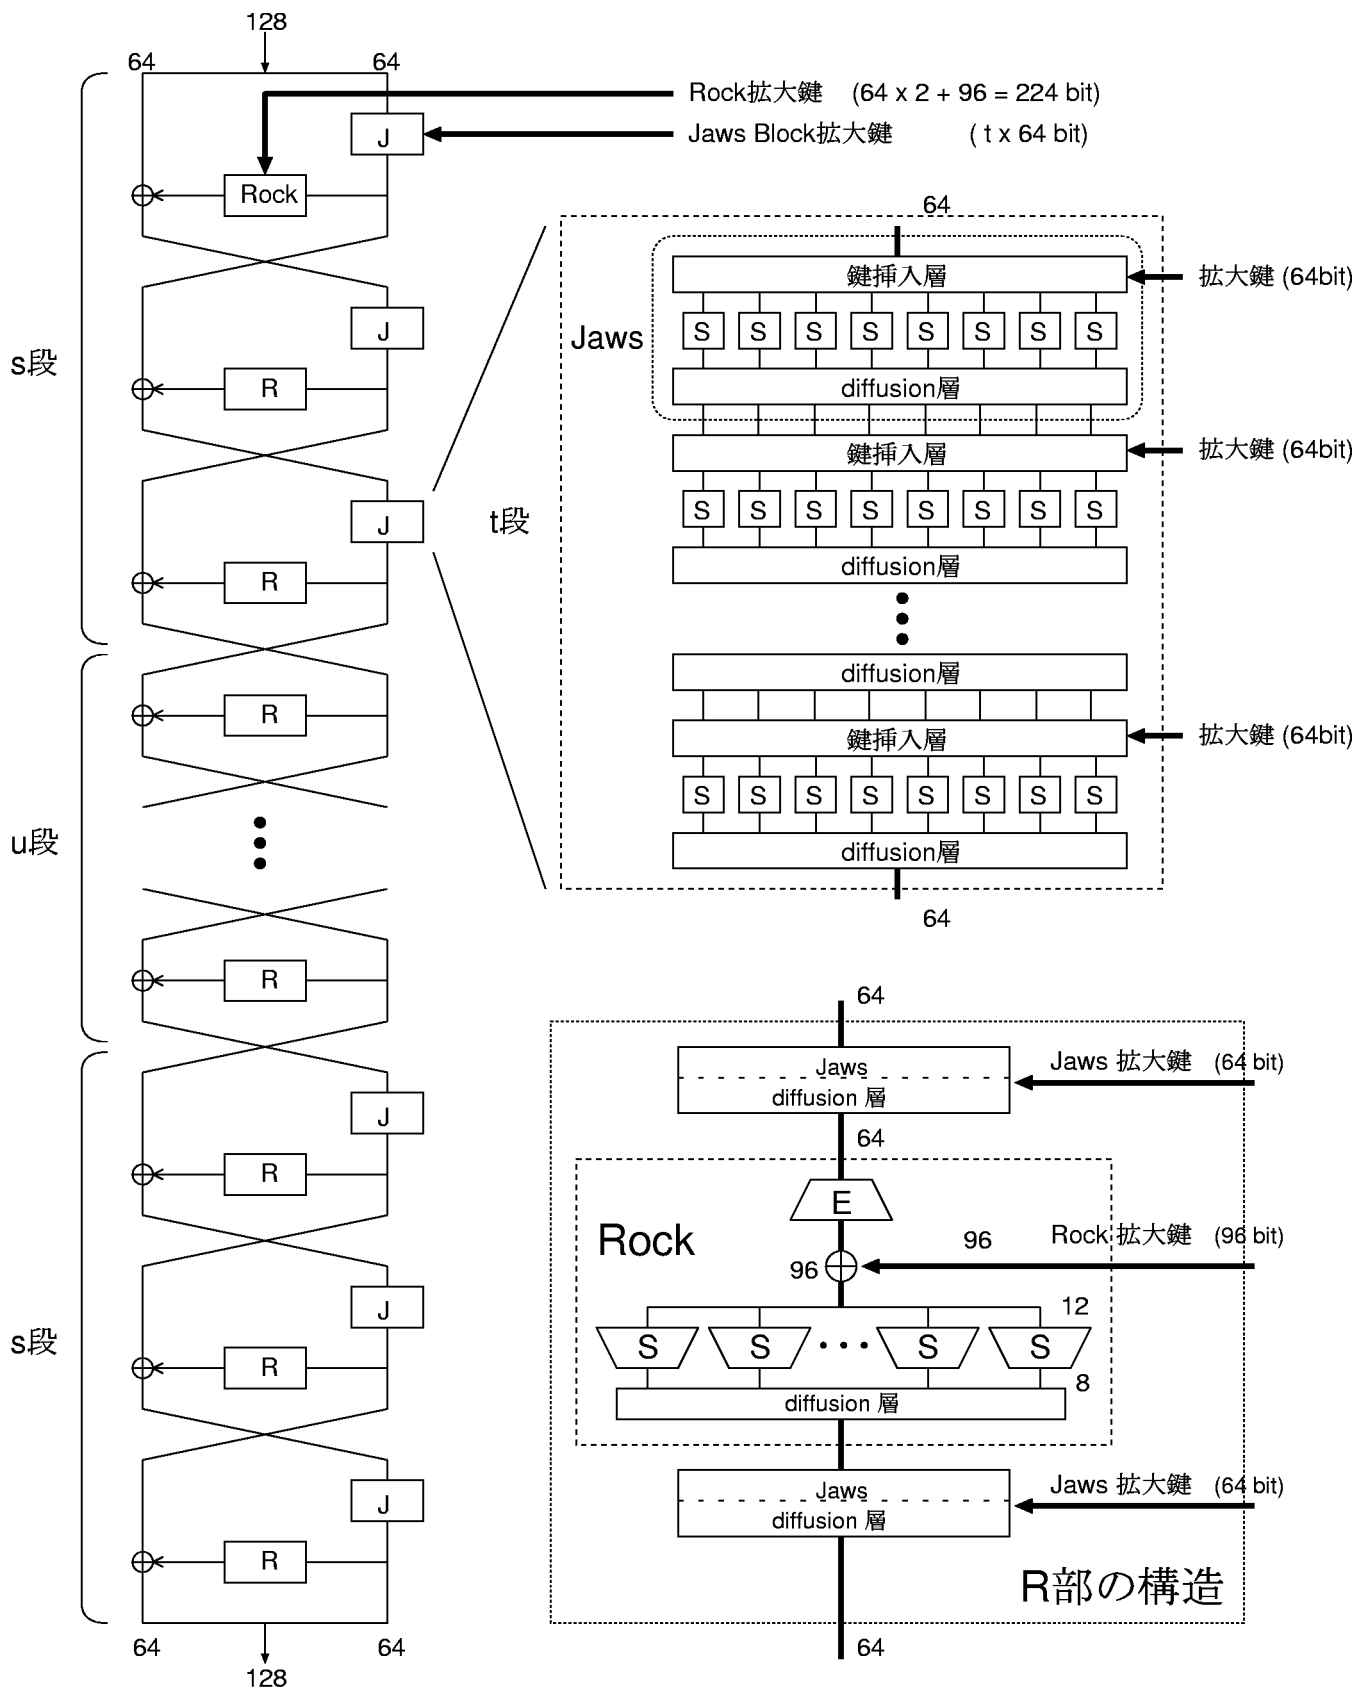 128
64
64
Rock拡大鍵 (64 x 2 + 96 = 224 bit)
J
Jaws Block拡大鍵 ( t x 64 bit)
Rock
s段
J
R
J
R
R
u段
R
J
R
s段
J
R
J
R
64
64
128
64
鍵挿入層
拡大鍵 (64bit)
Jaws
S S S S S S S S
diffusion層
鍵挿入層
拡大鍵 (64bit)
t段
S S S S S S S S
diffusion層
diffusion層
鍵挿入層
拡大鍵 (64bit)
S S S S S S S S
diffusion層
64
64
Jaws
diffusion 層
Jaws 拡大鍵 (64 bit)
64
E
Rock
96
96
Rock 拡大鍵 (96 bit)
12
S S S S
8
diffusion 層
Jaws
diffusion 層
Jaws 拡大鍵 (64 bit)
R部の構造
64